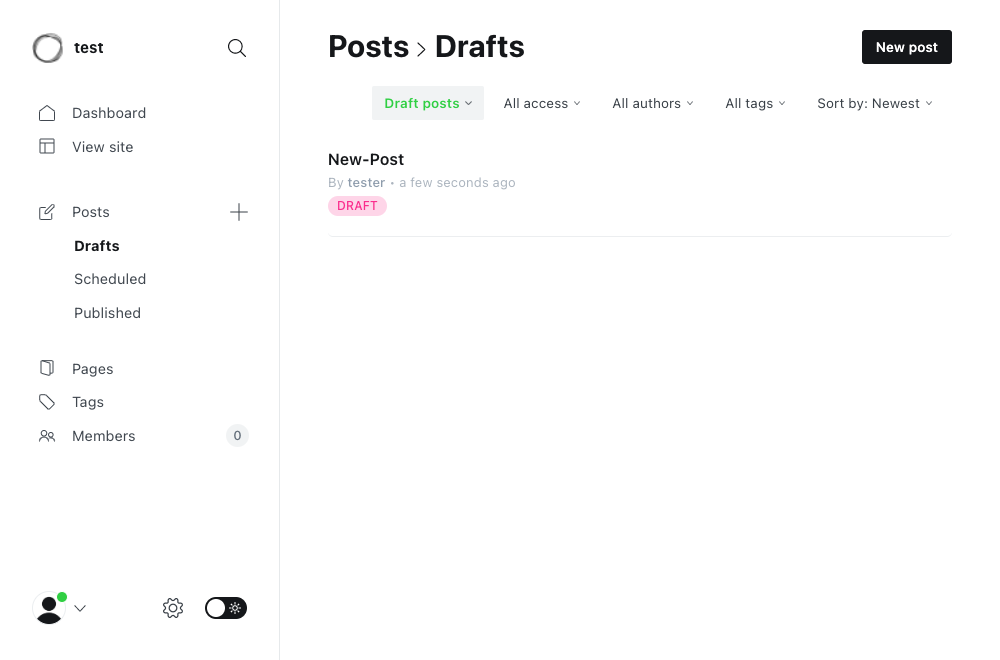 test
Dashboard
View site
Posts
Drafts
Scheduled
Published
Pages
Tags
Members 0
Posts > Drafts
New post
Draft posts All access All authors All tags Sort by: Newest
New-Post
By tester • a few seconds ago
DRAFT